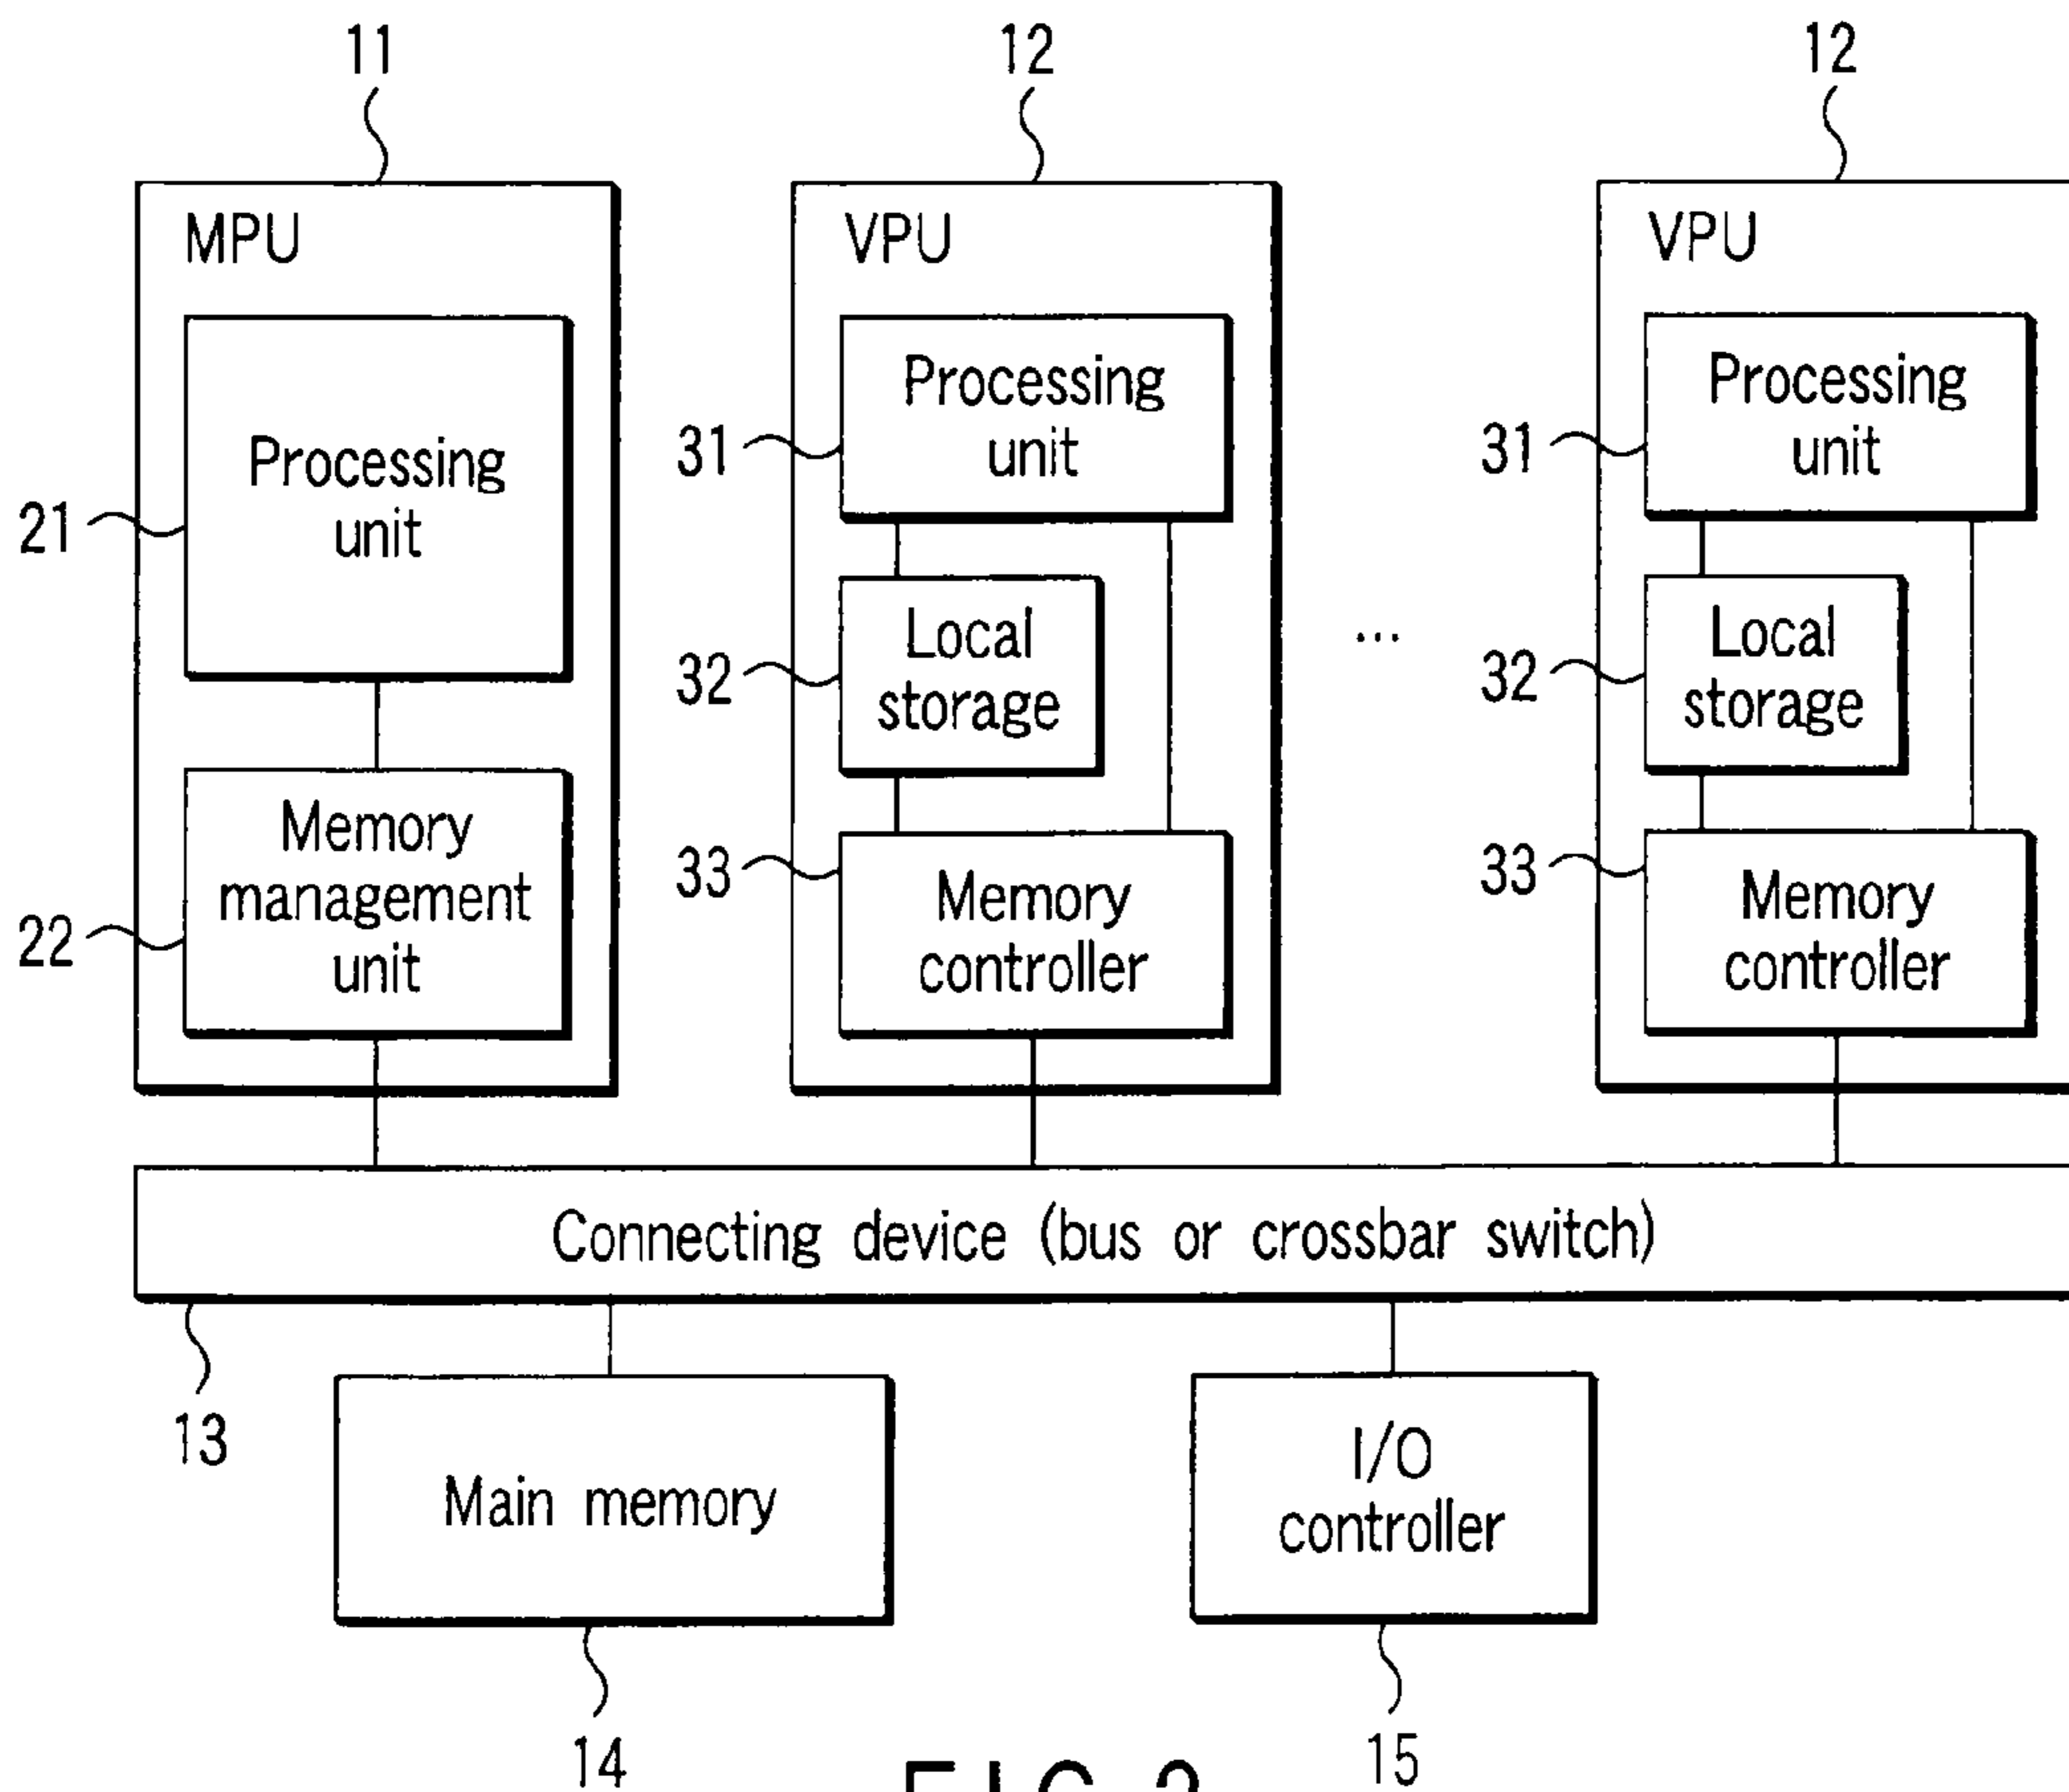 11
12
12
MPU
VPU
VPU
Processing
unit
21
Processing
unit
31
Processing
unit
31
Local
storage
32
...
Local
storage
32
Memory
management
unit
22
Memory
controller
33
Memory
controller
33
Connecting device (bus or crossbar switch)
13
Main memory
I/O
controller
14
15